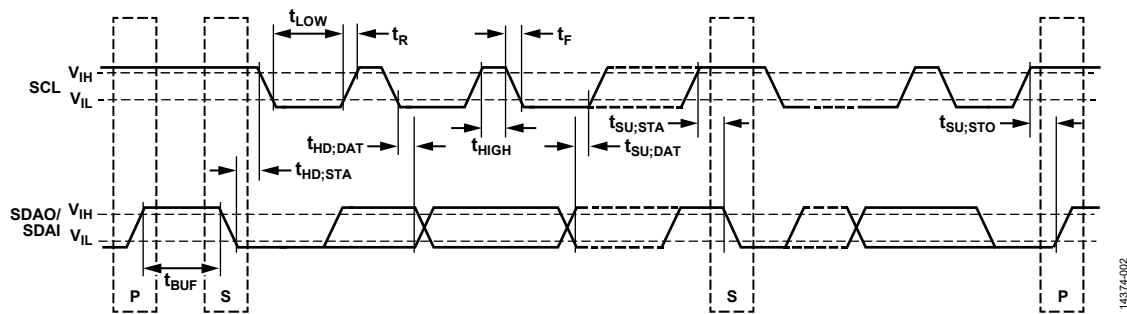 tLOW
tR
tF
SCL
VIH
VIL
tHD;STA
tHD;DAT
tHIGH
tSU;STA
tSU;DAT
tSU;STO
SDAO/
SDAI
VIH
VIL
tBUF
P
S
S
P
14374-002